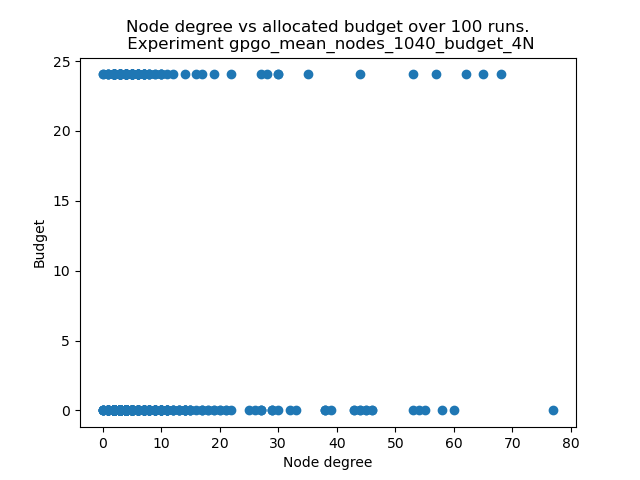 Node degree vs allocated budget over 100 runs.
Experiment gpgo_mean_nodes_1040_budget_4N
25
20
15
10
5
0
Budget
0 10 20 30 40 50 60 70 80
Node degree